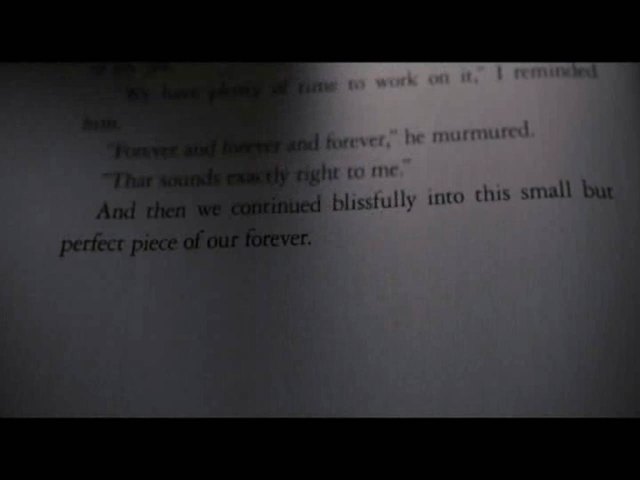 "We have plenty of time to work on it," I reminded
him.
"Forever and forever and forever," he murmured.
"That sounds exactly right to me."
And then we continued blissfully into this small but
perfect piece of our forever.